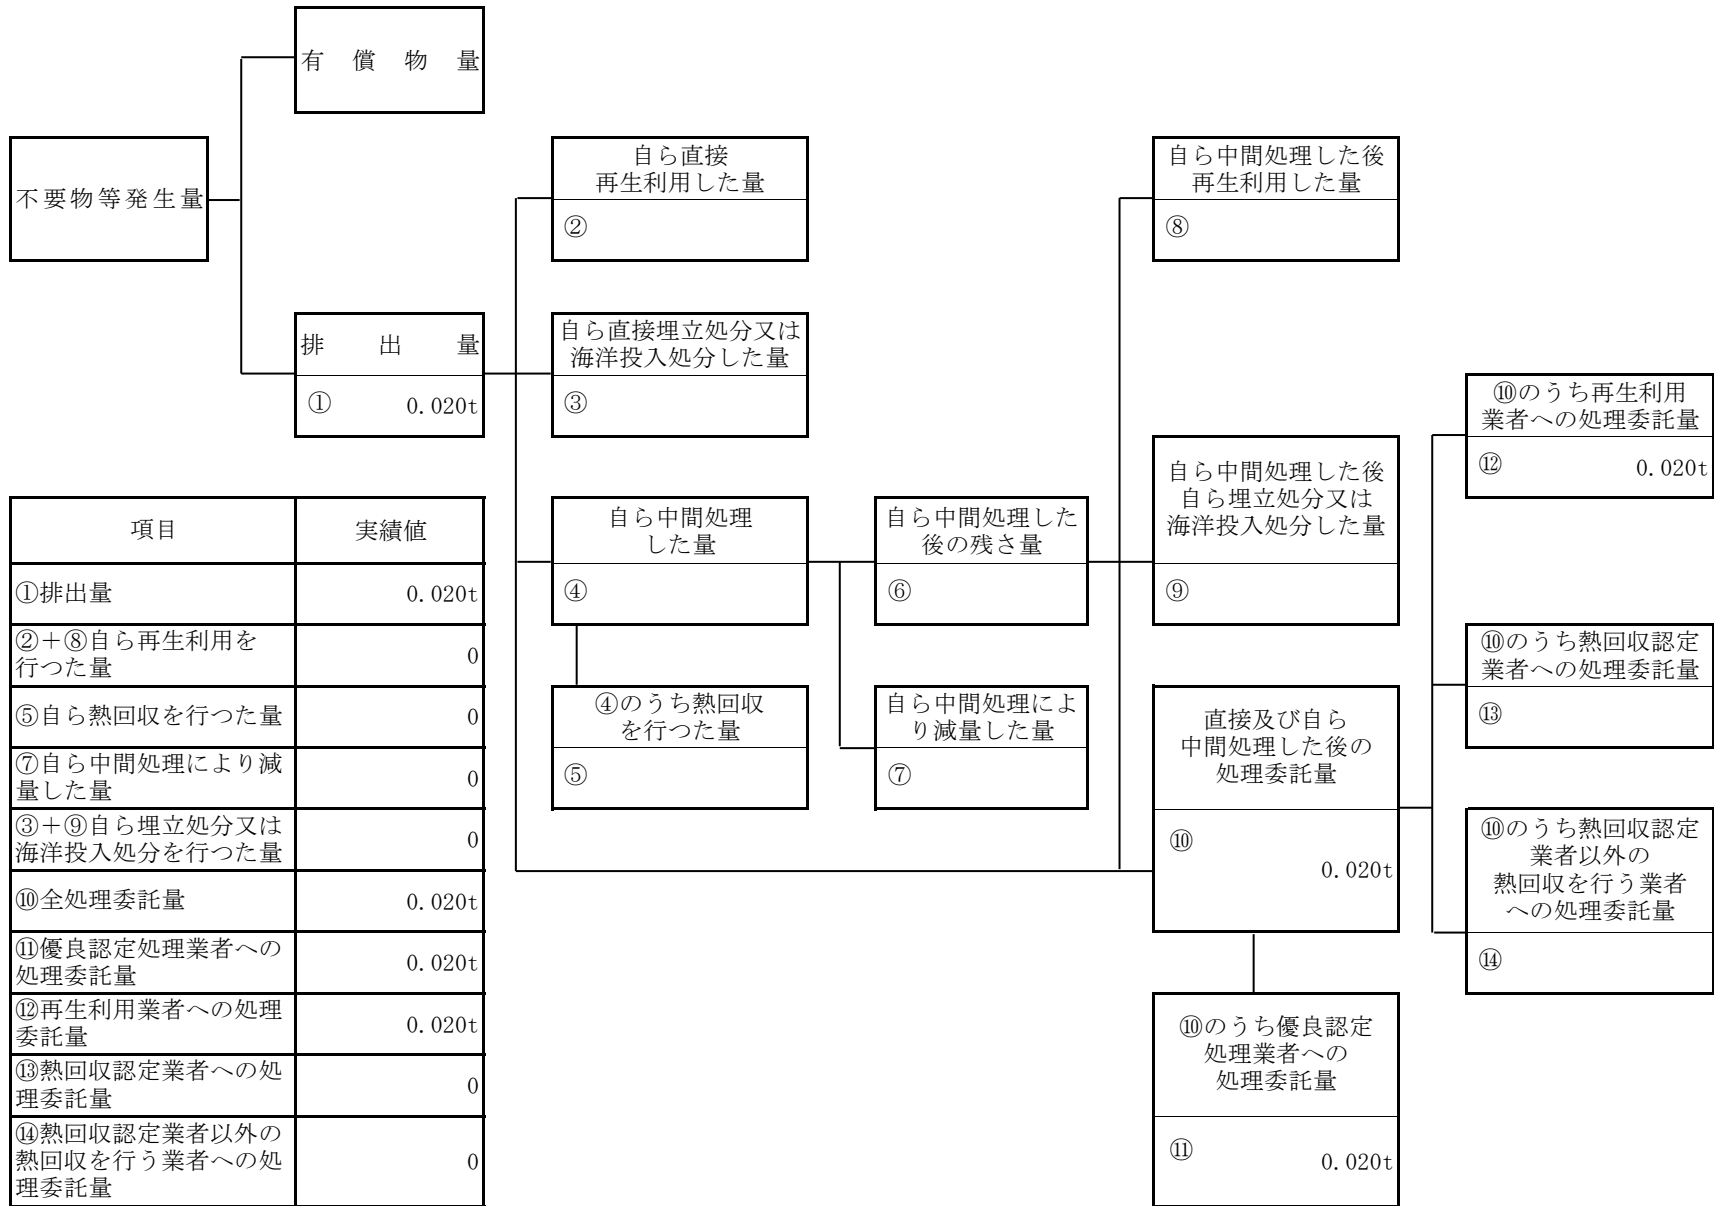 有償物量
不要物等発生量
排出量
① 0.020t
自ら直接
再生利用した量
②
自ら直接埋立処分又は
海洋投入処分した量
③
自ら中間処理
した量
④
④のうち熱回収
を行つた量
⑤
自ら中間処理した
後の残さ量
⑥
自ら中間処理によ
り減量した量
⑦
自ら中間処理した後
再生利用した量
⑧
自ら中間処理した後
自ら埋立処分又は
海洋投入処分した量
⑨
直接及び自ら
中間処理した後の
処理委託量
⑩
0.020t
⑩のうち優良認定
処理業者への
処理委託量
⑪ 0.020t
⑩のうち再生利用
業者への処理委託量
⑫ 0.020t
⑩のうち熱回収認定
業者への処理委託量
⑬
⑩のうち熱回収認定
業者以外の
熱回収を行う業者
への処理委託量
⑭
項目 実績値
①排出量 0.020t
②＋⑧自ら再生利用を
行つた量 0
⑤自ら熱回収を行つた量 0
⑦自ら中間処理により減
量した量 0
③＋⑨自ら埋立処分又は
海洋投入処分を行つた量 0
⑩全処理委託量 0.020t
⑪優良認定処理業者への
処理委託量 0.020t
⑫再生利用業者への処理
委託量 0.020t
⑬熱回収認定業者への処
理委託量 0
⑭熱回収認定業者以外の
熱回収を行う業者への処
理委託量 0